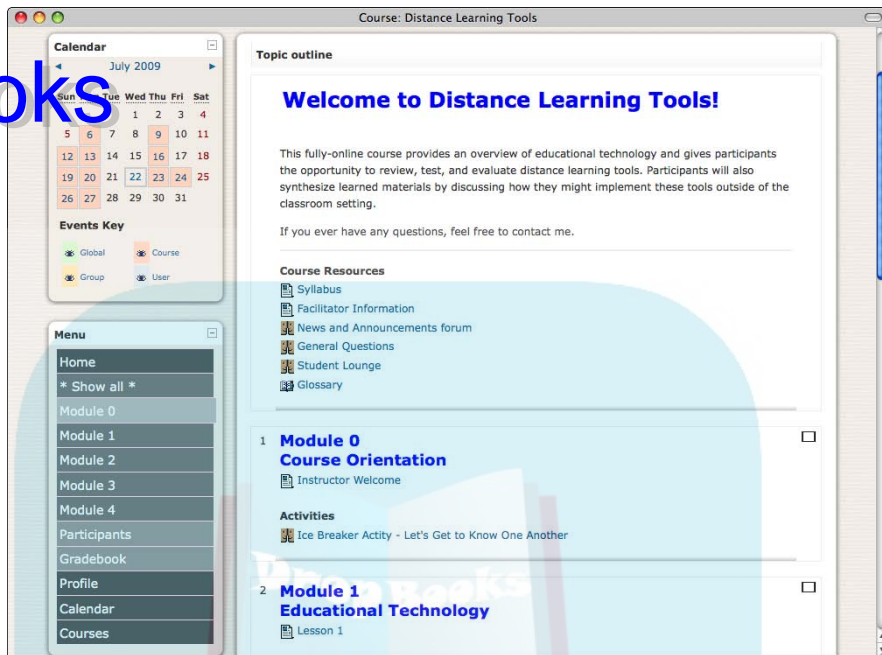 Course: Distance Learning Tools
Calendar
July 2009
oks
Sun Tue Wed Thu Fri Sat
1 2 3 4
5 6 7 8 9 10 11
12 13 14 15 16 17 18
19 20 21 22 23 24 25
26 27 28 29 30 31
Events Key
Global Course
Group User
Menu
Home
* Show all *
Module 0
Module 1
Module 2
Module 3
Module 4
Participants
Gradebook
Profile
Calendar
Courses
Topic outline
Welcome to Distance Learning Tools!
This fully-online course provides an overview of educational technology and gives participants
the opportunity to review, test, and evaluate distance learning tools. Participants will also
synthesize learned materials by discussing how they might implement these tools outside of the
classroom setting.
If you ever have any questions, feel free to contact me.
Course Resources
Syllabus
Facilitator Information
News and Announcements forum
General Questions
Student Lounge
Glossary
1 Module 0
Course Orientation
Instructor Welcome
Activities
Ice Breaker Actity - Let's Get to Know One Another
DropBooks
2 Module 1
Educational Technology
Lesson 1